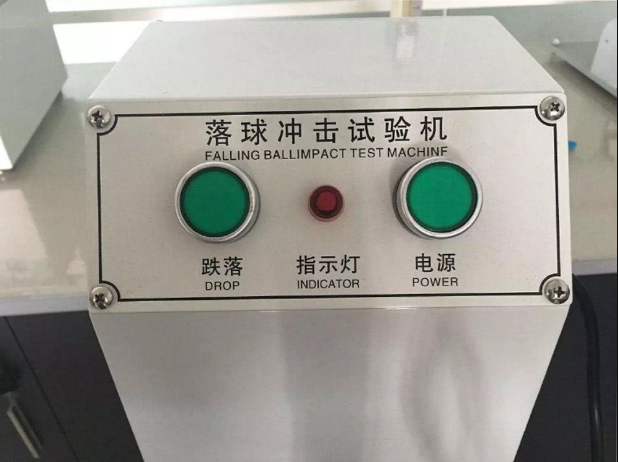 落球冲击试验机
FALLING BALLIMPACT TEST MACHINE
跌落 指示灯 电源
DROP INDICATOR POWER